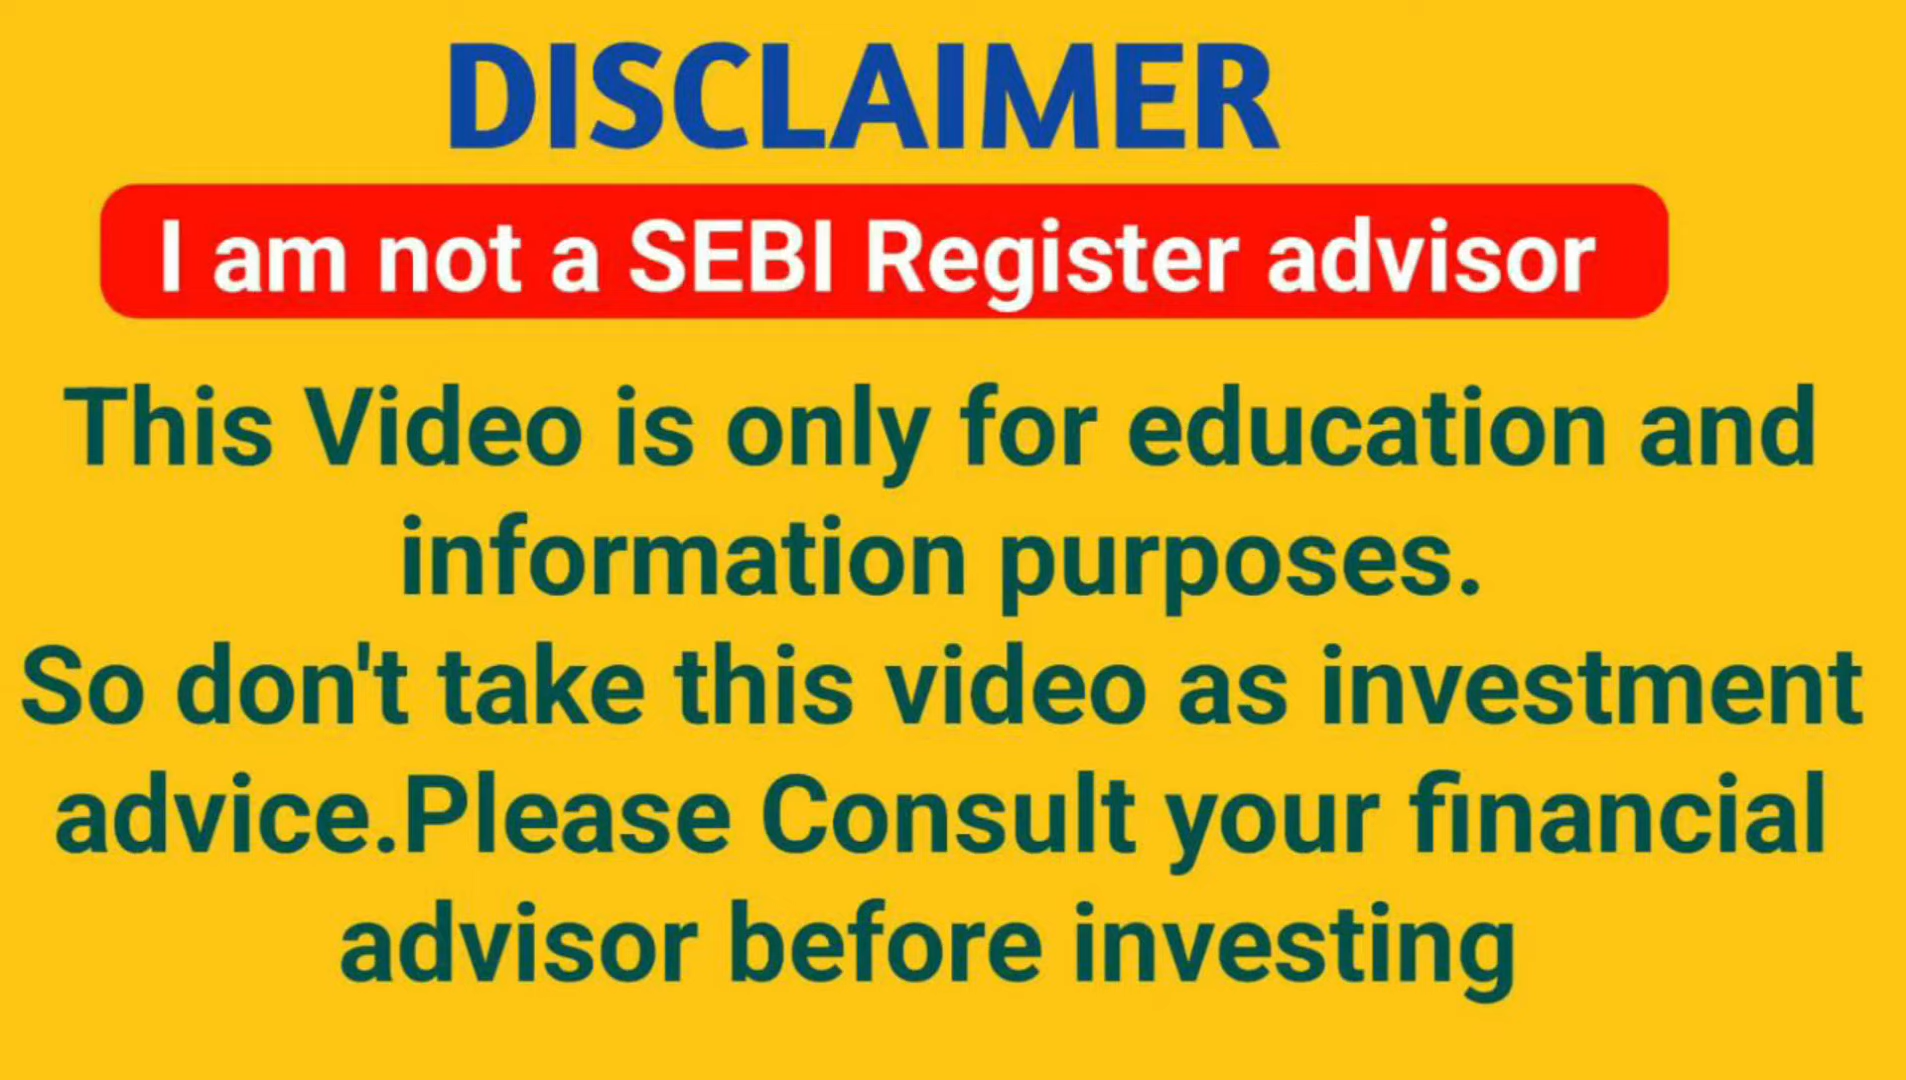 DISCLAIMER
I am not a SEBI Register advisor
This Video is only for education and
information purposes.
So don't take this video as investment
advice.Please Consult your financial
advisor before investing